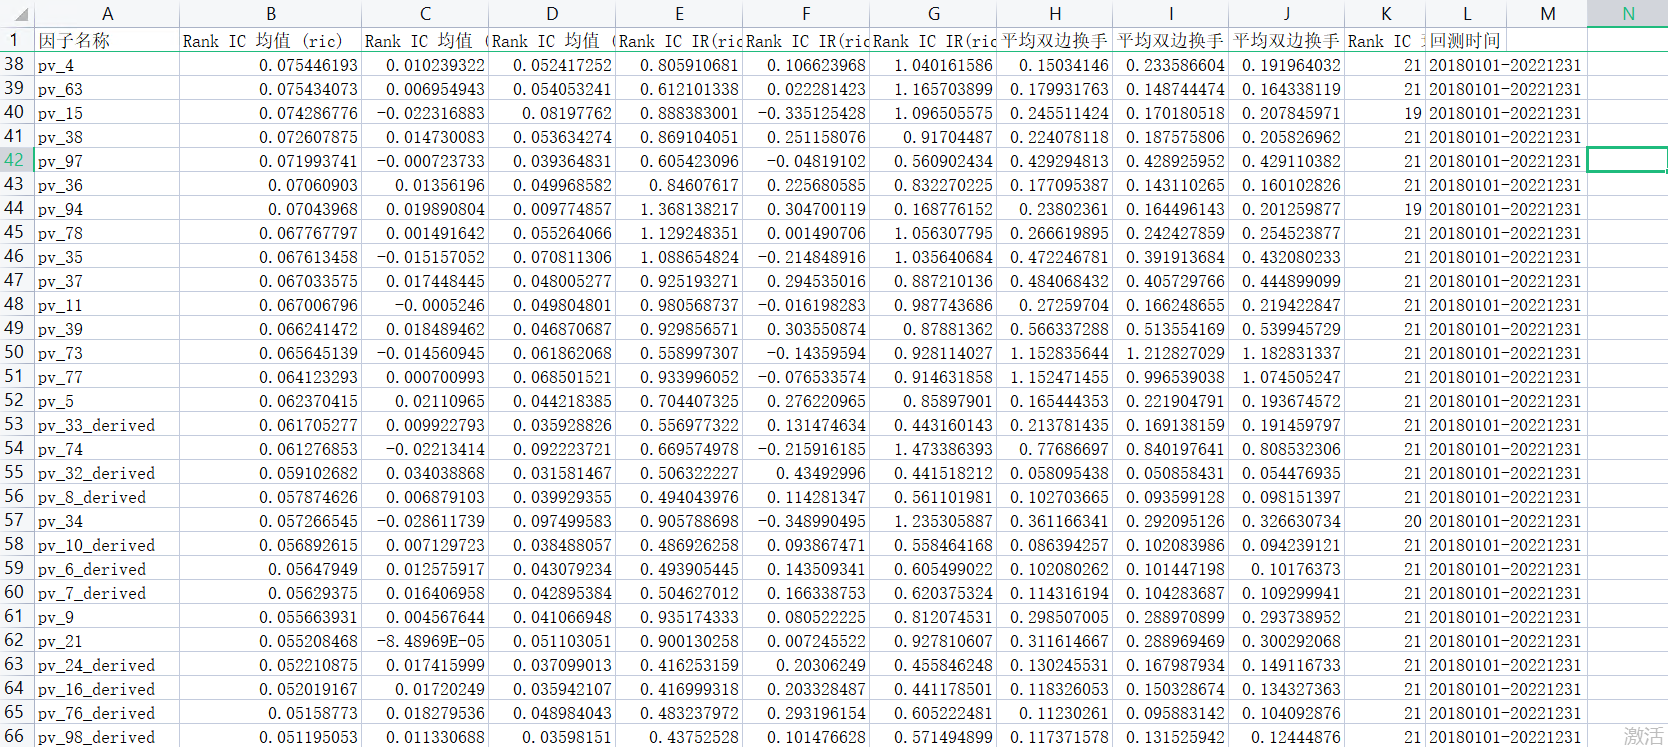 A B C D E F G H I J K L M N
1 因子名称 Rank IC 均值 (ric) Rank IC 均值 ( Rank IC 均值 ( Rank IC IR(ric Rank IC IR(ric Rank IC IR(ric 平均双边换手 平均双边换手 平均双边换手 Rank IC 回测时间
38 pv_4 0.075446193 0.010239322 0.052417252 0.805910681 0.106623968 1.040161586 0.15034146 0.233586604 0.191964032 21 20180101-20221231
39 pv_63 0.075434073 0.006954943 0.054053241 0.612101338 0.022281423 1.165703899 0.179931763 0.148744474 0.164338119 21 20180101-20221231
40 pv_15 0.074286776 -0.022316883 0.08197762 0.888383001 -0.335125428 1.096505575 0.245511424 0.170180518 0.207845971 19 20180101-20221231
41 pv_38 0.072607875 0.014730083 0.053634274 0.869104051 0.251158076 0.91704487 0.224078118 0.187575806 0.205826962 21 20180101-20221231
42 pv_97 0.071993741 -0.000723733 0.039364831 0.605423096 -0.04819102 0.560902434 0.429294813 0.428925952 0.429110382 21 20180101-20221231
43 pv_36 0.07060903 0.01356196 0.049968582 0.84607617 0.225680585 0.832270225 0.177095387 0.143110265 0.160102826 21 20180101-20221231
44 pv_94 0.07043968 0.019890804 0.009774857 1.368138217 0.304700119 0.168776152 0.23802361 0.164496143 0.201259877 19 20180101-20221231
45 pv_78 0.067767797 0.001491642 0.055264066 1.129248351 0.001490706 1.056307795 0.266619895 0.242427859 0.254523877 21 20180101-20221231
46 pv_35 0.067613458 -0.015157052 0.070811306 1.088654824 -0.214848916 1.035640684 0.472246781 0.391913684 0.432080233 21 20180101-20221231
47 pv_37 0.067033575 0.017448445 0.048005277 0.925193271 0.294535016 0.887210136 0.484068432 0.405729766 0.444899099 21 20180101-20221231
48 pv_11 0.067006796 -0.0005246 0.049804801 0.980568737 -0.016198283 0.987743686 0.27259704 0.166248655 0.219422847 21 20180101-20221231
49 pv_39 0.066241472 0.018489462 0.046870687 0.929856571 0.303550874 0.87881362 0.566337288 0.513554169 0.539945729 21 20180101-20221231
50 pv_73 0.065645139 -0.014560945 0.061862068 0.558997307 -0.14359594 0.928114027 1.152835644 1.212827029 1.182831337 21 20180101-20221231
51 pv_77 0.064123293 0.000700993 0.068501521 0.933996052 -0.076533574 0.914631858 1.152471455 0.996539038 1.074505247 21 20180101-20221231
52 pv_5 0.062370415 0.02110965 0.044218385 0.704407325 0.276220965 0.85897901 0.165444353 0.221904791 0.193674572 21 20180101-20221231
53 pv_33_derived 0.061705277 0.009922793 0.035928826 0.556977322 0.131474634 0.443160143 0.213781435 0.169138159 0.191459797 21 20180101-20221231
54 pv_74 0.061276853 -0.02213414 0.092223721 0.669574978 -0.215916185 1.473386393 0.77686697 0.840197641 0.808532306 21 20180101-20221231
55 pv_32_derived 0.059102682 0.034038868 0.031581467 0.506322227 0.43492996 0.441518212 0.058095438 0.050858431 0.054476935 21 20180101-20221231
56 pv_8_derived 0.057874626 0.006879103 0.039929355 0.494043976 0.114281347 0.561101981 0.102703665 0.093599128 0.098151397 21 20180101-20221231
57 pv_34 0.057266545 -0.028611739 0.097499583 0.905788698 -0.348990495 1.235305887 0.361166341 0.292095126 0.326630734 20 20180101-20221231
58 pv_10_derived 0.056892615 0.007129723 0.038488057 0.486926258 0.093867471 0.558464168 0.086394257 0.102083986 0.094239121 21 20180101-20221231
59 pv_6_derived 0.05647949 0.012575917 0.043079234 0.493905445 0.143509341 0.605499022 0.102080262 0.101447198 0.10176373 21 20180101-20221231
60 pv_7_derived 0.05629375 0.016406958 0.042895384 0.504627012 0.166338753 0.620375324 0.114316194 0.104283687 0.109299941 21 20180101-20221231
61 pv_9 0.055663931 0.004567644 0.041066948 0.935174333 0.080522225 0.812074531 0.298507005 0.288970899 0.293738952 21 20180101-20221231
62 pv_21 0.055208468 -8.48969E-05 0.051103051 0.900130258 0.007245522 0.927810607 0.311614667 0.288969469 0.300292068 21 20180101-20221231
63 pv_24_derived 0.052210875 0.017415999 0.037099013 0.416253159 0.20306249 0.455846248 0.130245531 0.167987934 0.149116733 21 20180101-20221231
64 pv_16_derived 0.052019167 0.01720249 0.035942107 0.416999318 0.203328487 0.441178501 0.118326053 0.150328674 0.134327363 21 20180101-20221231
65 pv_76_derived 0.05158773 0.018279536 0.048984043 0.483237972 0.293196154 0.605222481 0.11230261 0.095883142 0.104092876 21 20180101-20221231
66 pv_98_derived 0.051195053 0.011330688 0.03598151 0.43752528 0.101476628 0.571494899 0.117371578 0.131525942 0.12444876 21 20180101-20221231
激活